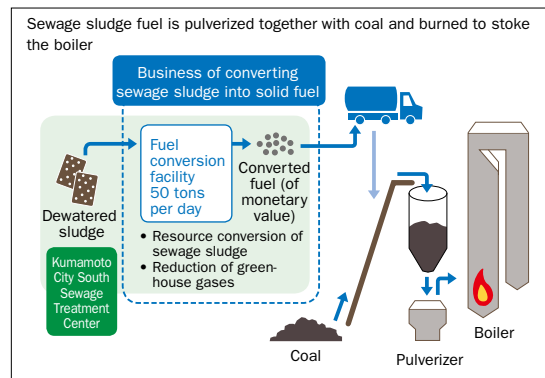 Sewage sludge fuel is pulverized together with coal and burned to stoke
the boiler
Business of converting
sewage sludge into solid fuel
Fuel
conversion
facility
50 tons
per day
Converted
fuel (of
monetary
value)
Dewatered
sludge
• Resource conversion of
sewage sludge
• Reduction of green-
house gases
Kumamoto
City South
Sewage
Treatment
Center
Coal
Pulverizer
Boiler